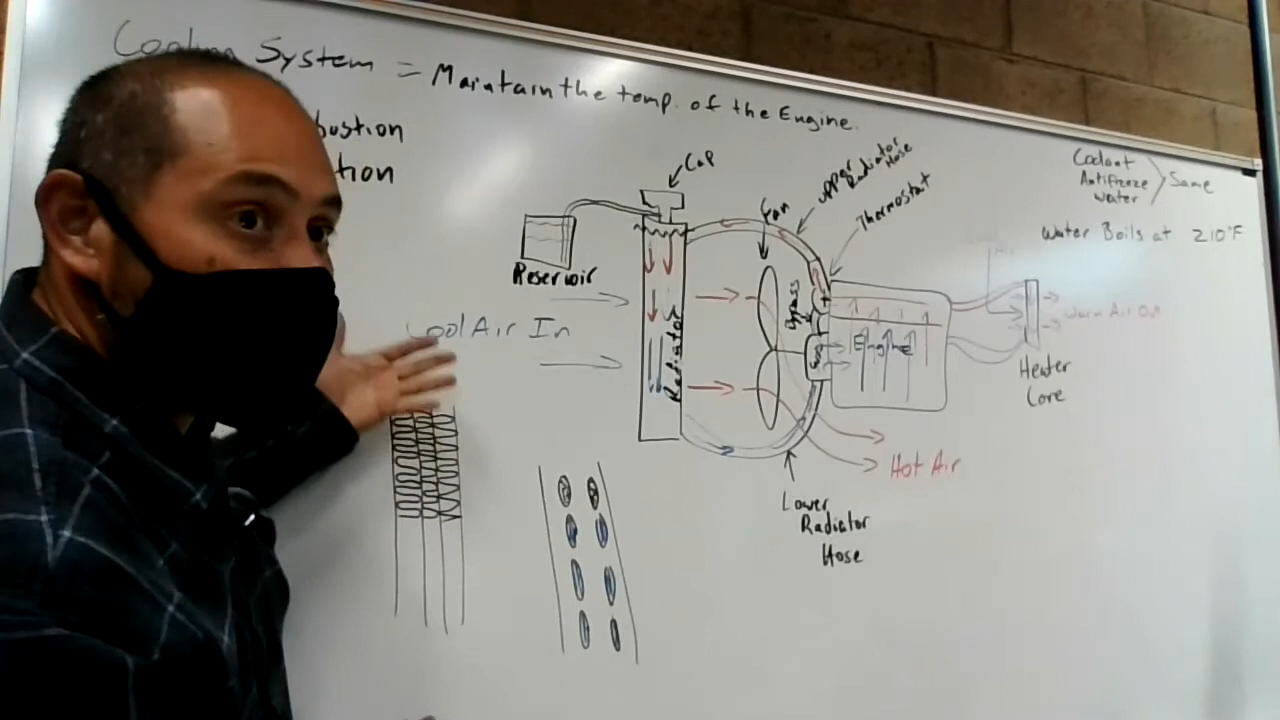 Cooling System = Maintain the temp. of the Engine.
bustion
tion
Cap
Upper Radiator Hose
Thermostat
Fan
Reservoir
Cool Air In
Radiator
Bypass
Engine
Coolant
Antifreeze
Water
Same
Water Boils at 210°F
Warm Air Out
Heater
Core
Hot Air
Lower
Radiator
Hose